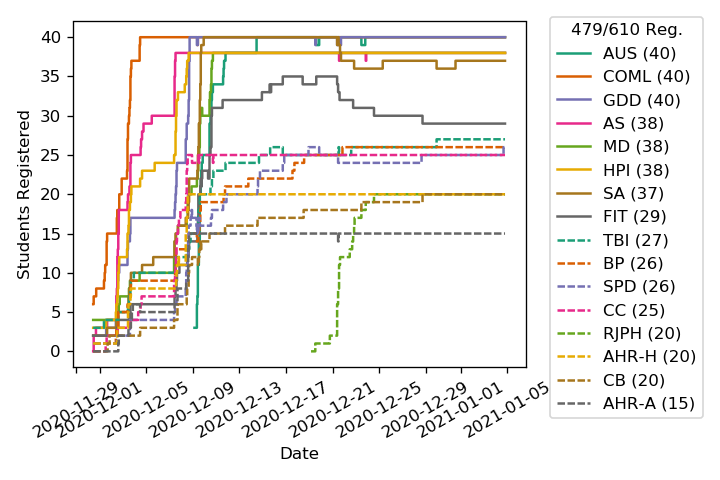 479/610 Reg.
AUS (40)
COML (40)
GDD (40)
AS (38)
MD (38)
HPI (38)
SA (37)
FIT (29)
TBI (27)
BP (26)
SPD (26)
CC (25)
RJPH (20)
AHR-H (20)
CB (20)
AHR-A (15)
Students Registered
40
35
30
25
20
15
10
5
0
2020-11-29
2020-12-01
2020-12-05
2020-12-09
2020-12-13
2020-12-17
2020-12-21
2020-12-25
2020-12-29
2021-01-01
2021-01-05
Date